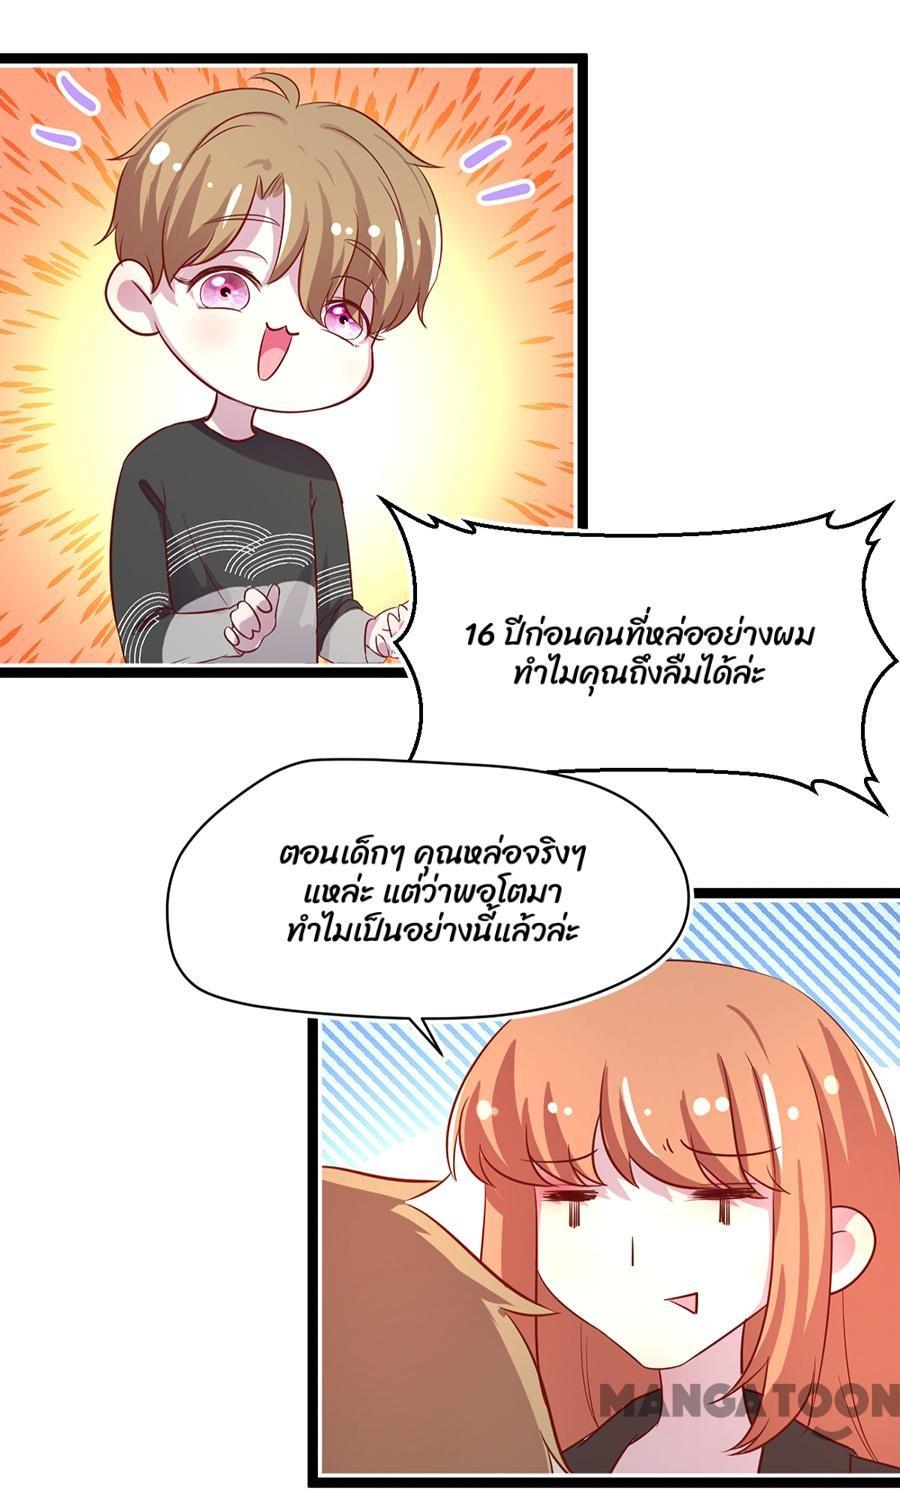 16 ปีก่อนคนที่หล่ออย่างผม
ทำไมคุณถึงลืมได้ล่ะ
ตอนเด็กๆ คุณหล่อจริงๆ
แหล่ะ แต่ว่าพอโตมา
ทำไมเป็นอย่างนี้แล้วล่ะ
MANGATOON